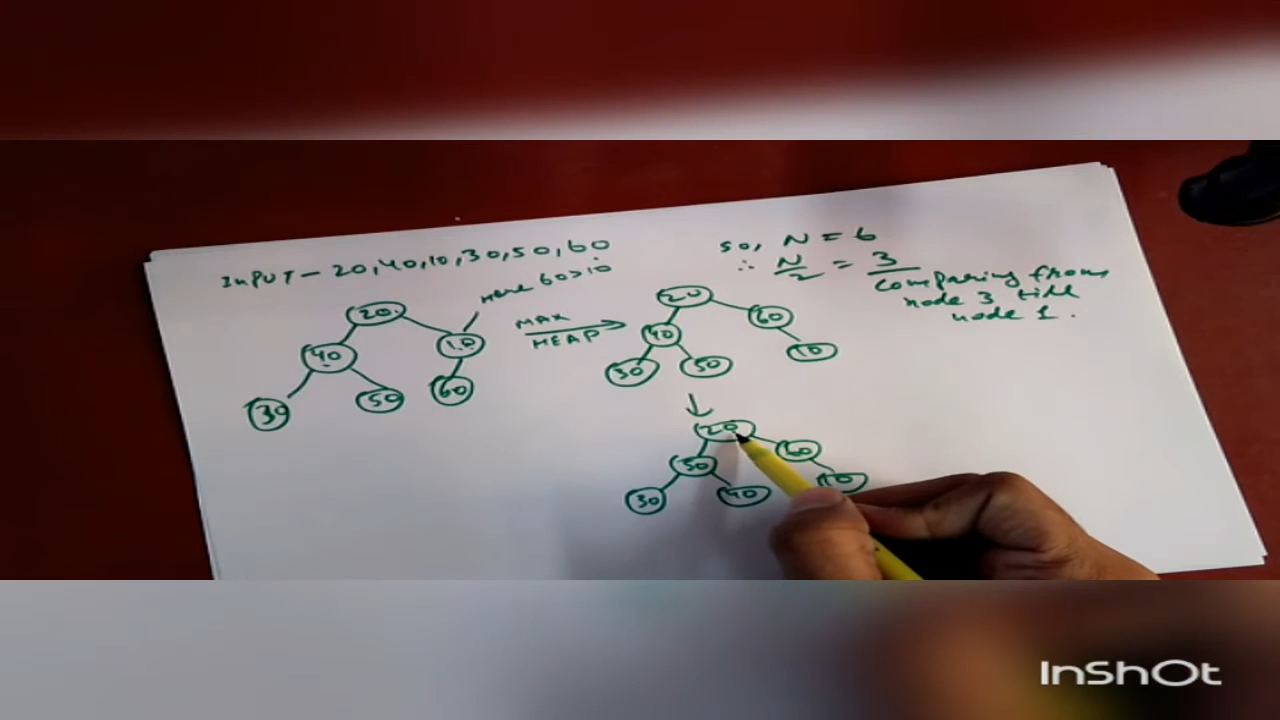 INPUT - 20,40,10,30,50,60
so, N = 6
∴ N/2 = 3
comparing from
node 3 till
node 1.
Here 60>10
20
40
10
30
50
60
MAX
HEAP
20
60
40
10
30
50
20
60
50
10
30
40
InShOt